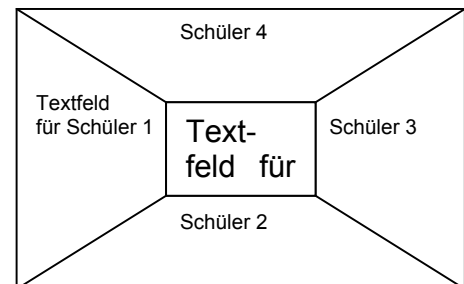 Schüler 4
Textfeld
für Schüler 1
Text-
feld für
Schüler 3
Schüler 2